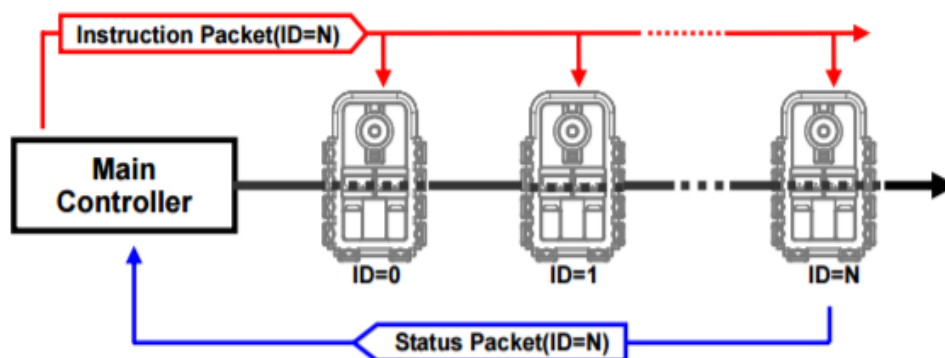 Instruction Packet(ID=N)
Main
Controller
ID=0
ID=1
ID=N
Status Packet(ID=N)